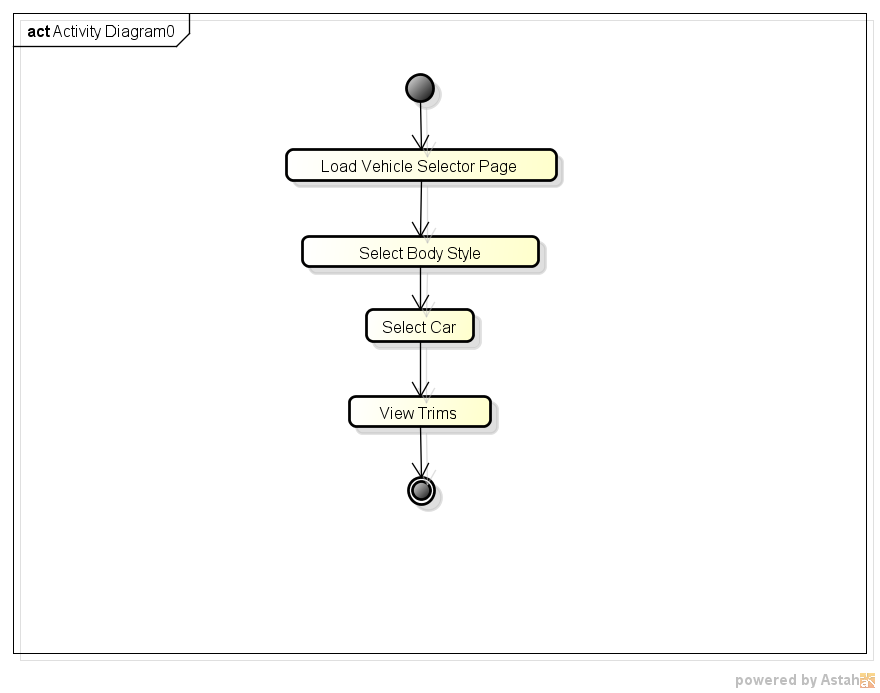 act Activity Diagram0
Load Vehicle Selector Page
Select Body Style
Select Car
View Trims
powered by Astah